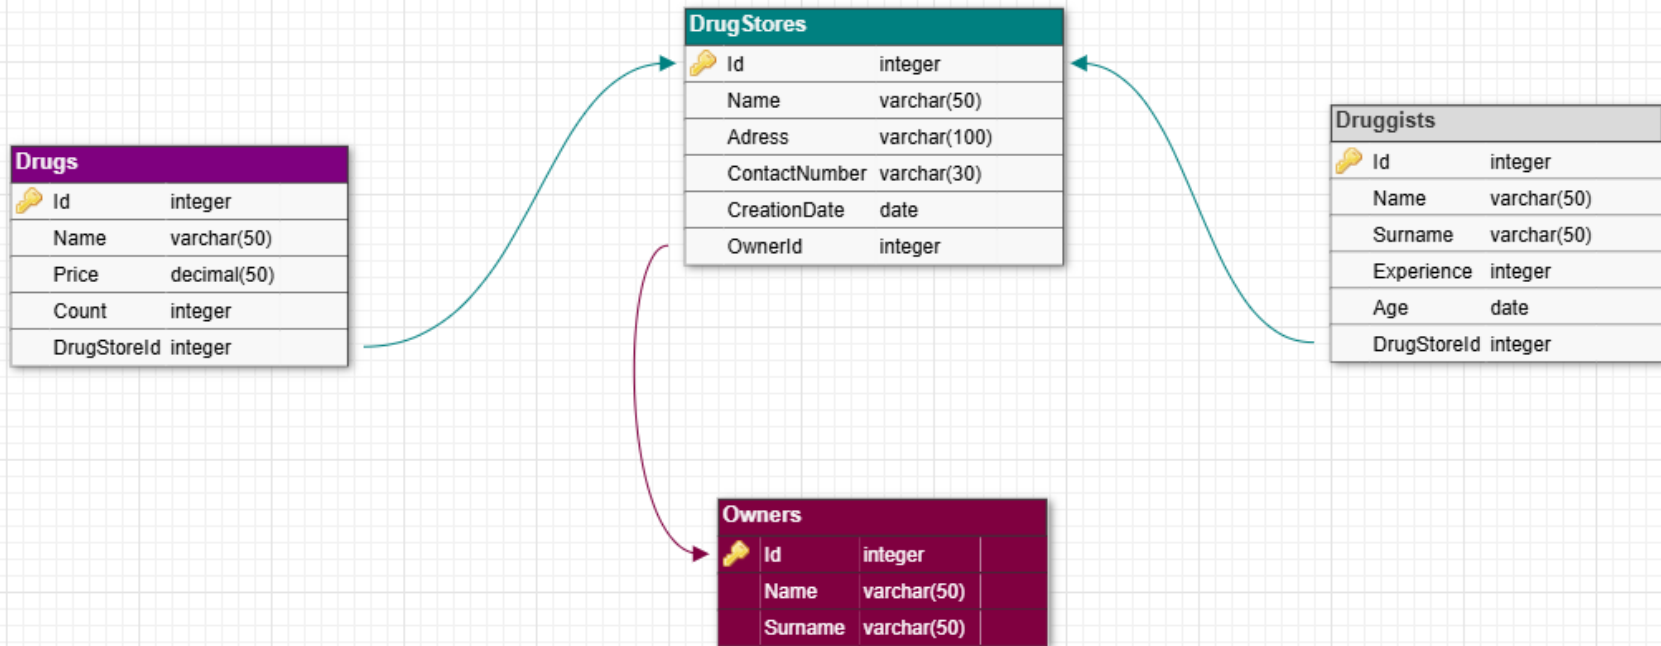 DrugStores
Id integer
Name varchar(50)
Adress varchar(100)
ContactNumber varchar(30)
CreationDate date
OwnerId integer
Drugs
Id integer
Name varchar(50)
Price decimal(50)
Count integer
DrugStoreId integer
Druggists
Id integer
Name varchar(50)
Surname varchar(50)
Experience integer
Age date
DrugStoreId integer
Owners
Id integer
Name varchar(50)
Surname varchar(50)